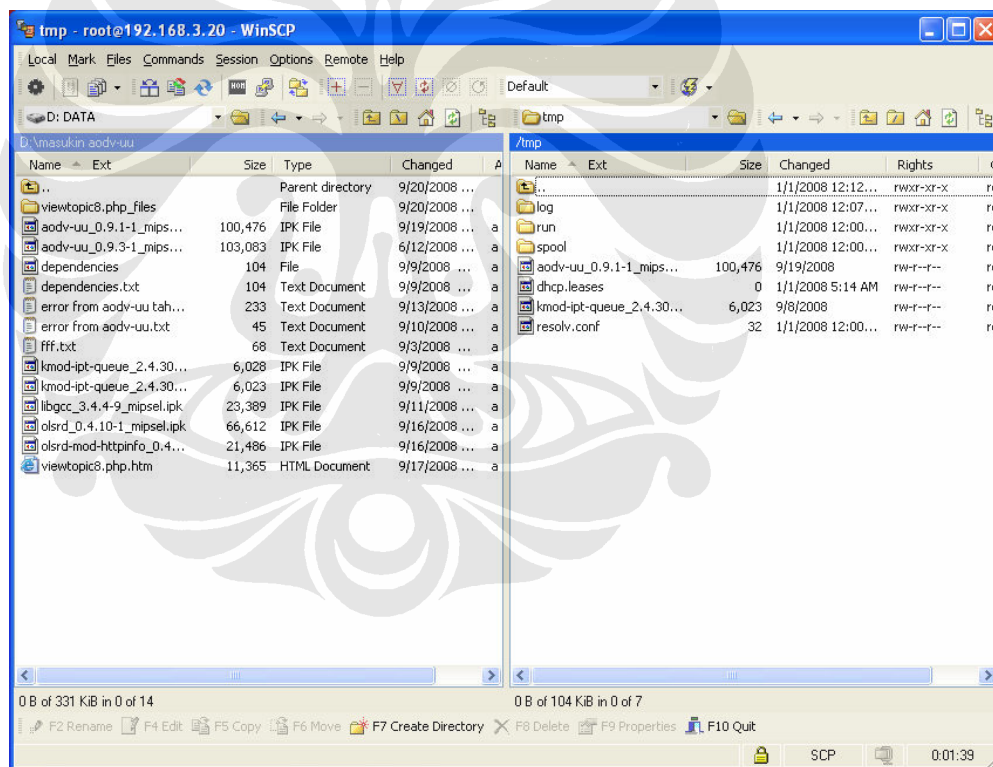 tmp - root@192.168.3.20 - WinSCP
Local Mark Files Commands Session Options Remote Help
Default
D: DATA
tmp
D:\masukin aodv-uu
/tmp
Name Ext Size Type Changed A
Name Ext Size Changed Rights
.. Parent directory 9/20/2008 ...
.. 1/1/2008 12:12... rwxr-xr-x
viewtopic8.php_files File Folder 9/20/2008 ...
log 1/1/2008 12:07... rwxr-xr-x
aodv-uu_0.9.1-1_mips... 100,476 IPK File 9/19/2008 ... a
run 1/1/2008 12:00... rwxr-xr-x
aodv-uu_0.9.3-1_mips... 103,083 IPK File 6/12/2008 ... a
spool 1/1/2008 12:00... rwxr-xr-x
dependencies 104 File 9/9/2008 ... a
aodv-uu_0.9.1-1_mips... 100,476 9/19/2008 rw-r--r--
dependencies.txt 104 Text Document 9/9/2008 ... a
dhcp.leases 0 1/1/2008 5:14 AM rw-r--r--
error from aodv-uu tah... 233 Text Document 9/13/2008 ... a
kmod-ipt-queue_2.4.30... 6,023 9/8/2008 rw-r--r--
error from aodv-uu.txt 45 Text Document 9/10/2008 ... a
resolv.conf 32 1/1/2008 12:00... rw-r--r--
fff.txt 68 Text Document 9/3/2008 ... a
kmod-ipt-queue_2.4.30... 6,028 IPK File 9/9/2008 ... a
kmod-ipt-queue_2.4.30... 6,023 IPK File 9/9/2008 ... a
libgcc_3.4.4-9_mipsel.ipk 23,389 IPK File 9/11/2008 ... a
olsrd_0.4.10-1_mipsel.ipk 66,612 IPK File 9/16/2008 ... a
olsrd-mod-httpinfo_0.4... 21,486 IPK File 9/16/2008 ... a
viewtopic8.php.htm 11,365 HTML Document 9/17/2008 ... a
0 B of 331 KiB in 0 of 14
0 B of 104 KiB in 0 of 7
F2 Rename F4 Edit F5 Copy F6 Move F7 Create Directory F8 Delete F9 Properties F10 Quit
SCP 0:01:39